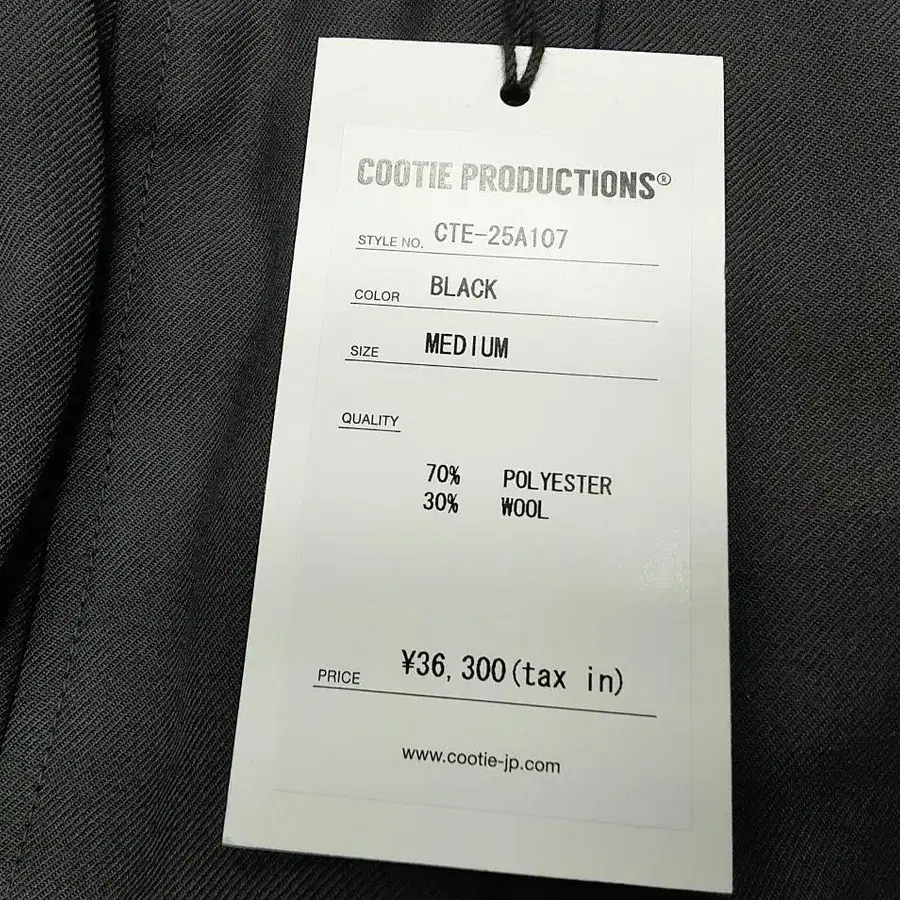 COOTIE PRODUCTIONS®
STYLE NO. CTE-25A107
COLOR BLACK
SIZE MEDIUM
QUALITY
70% POLYESTER
30% WOOL
PRICE ¥36,300(tax in)
www.cootie-jp.com